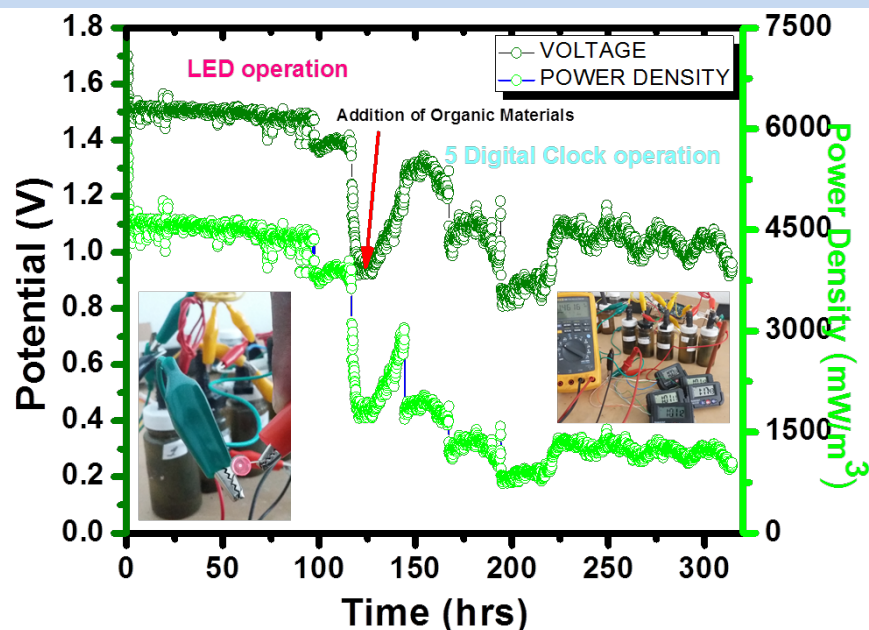 VOLTAGE
POWER DENSITY
LED operation
Addition of Organic Materials
5 Digital Clock operation
1.8
1.6
1.4
1.2
1.0
0.8
0.6
0.4
0.2
0.0
Potential (V)
7500
6000
4500
3000
1500
0
Power Density (mW//m³)
0
50
100
150
200
250
300
Time (hrs)